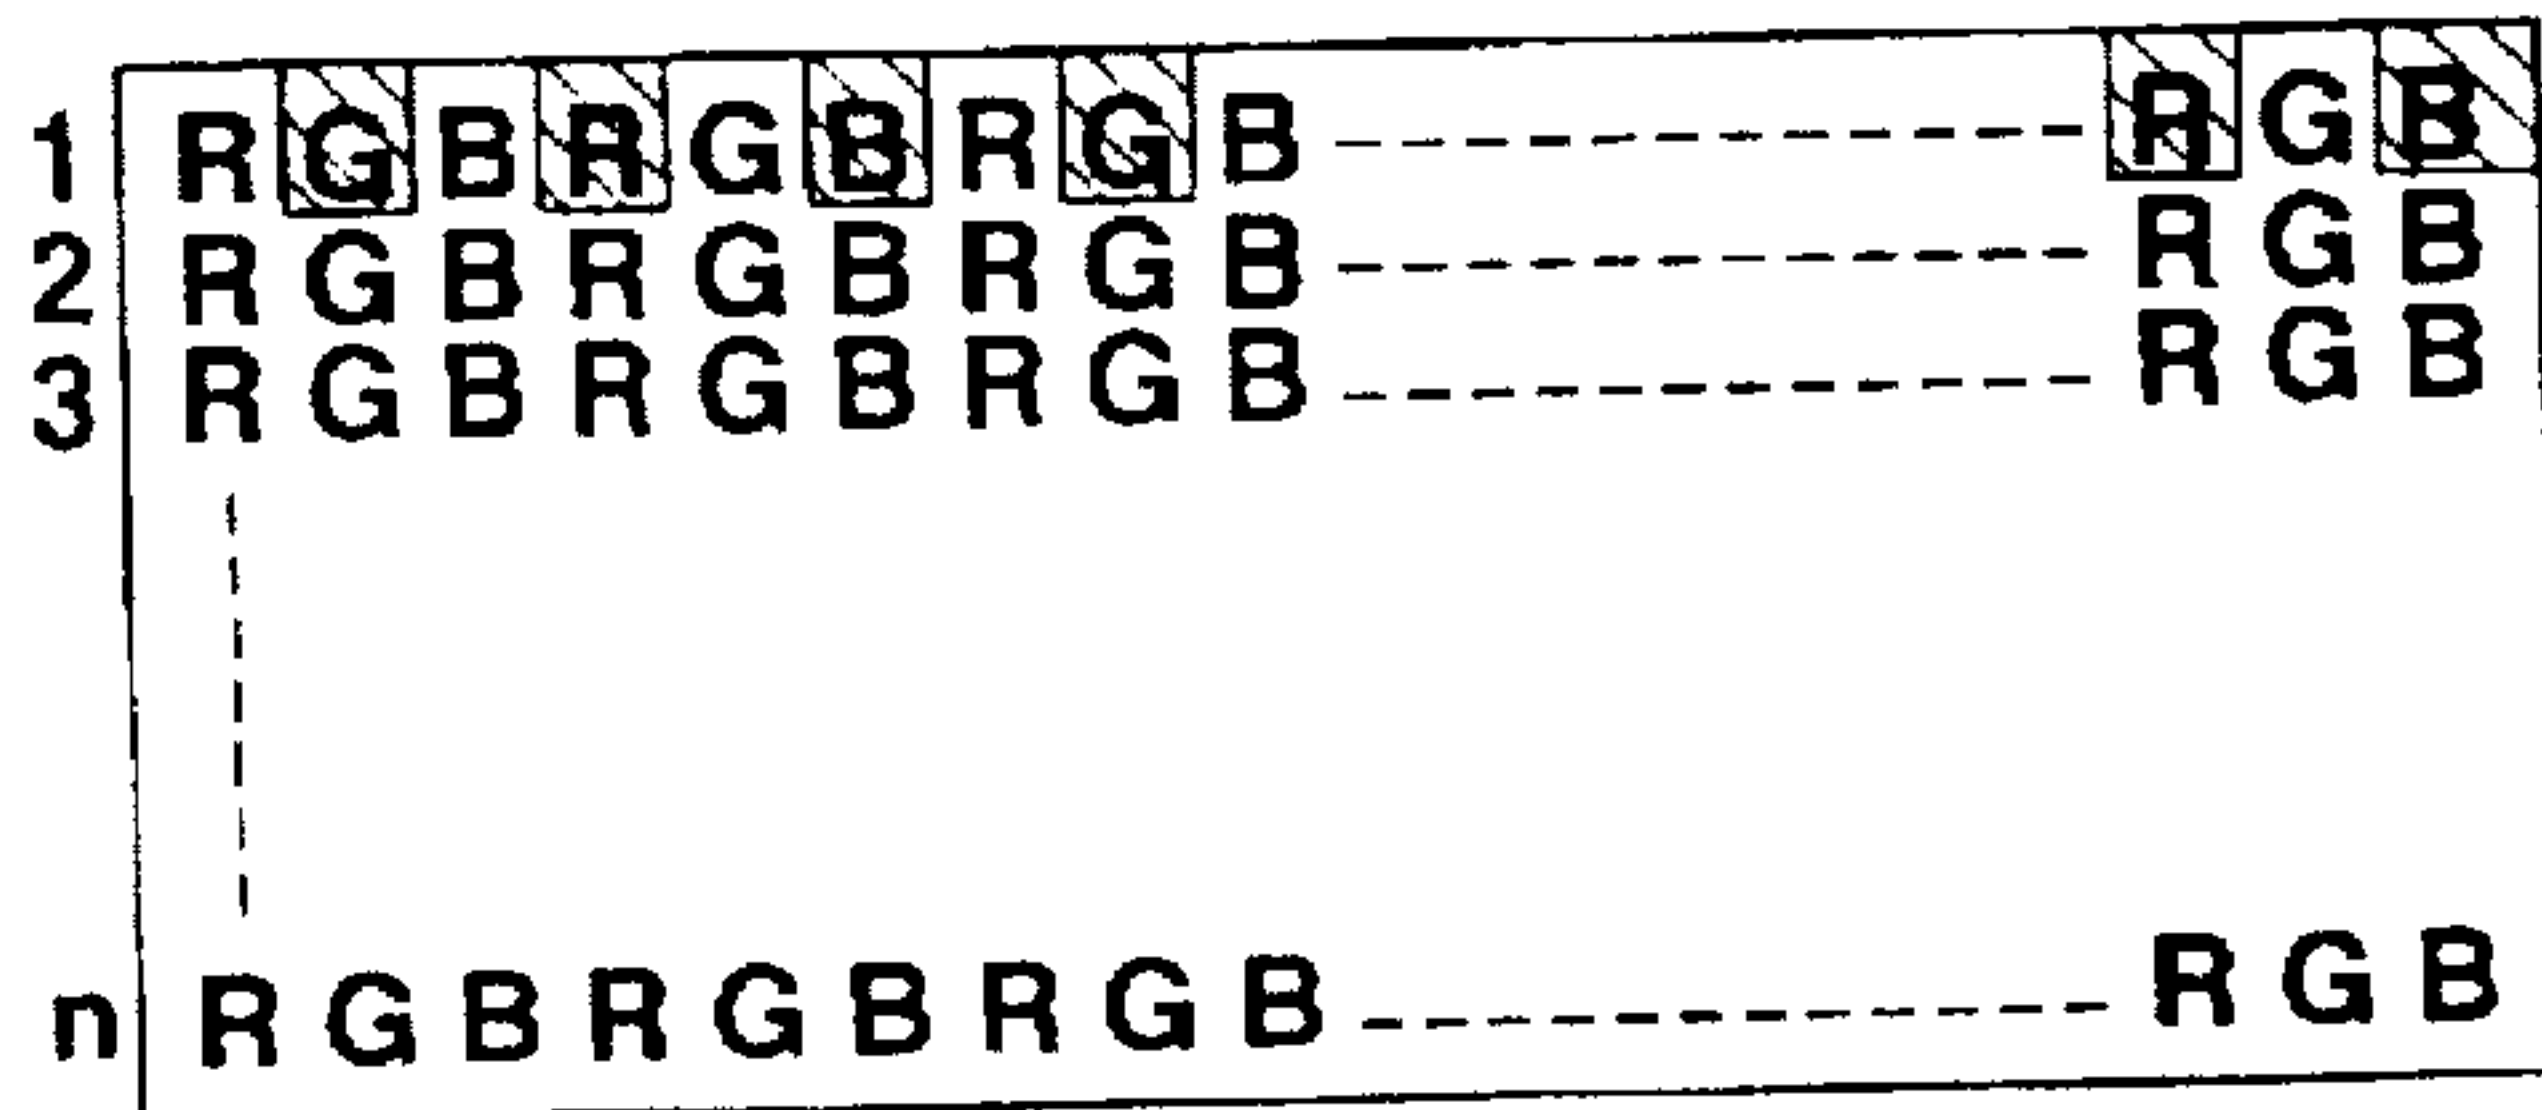 1 R G B R G B R G B ------------ R G B
2 R G B R G B R G B ------------ R G B
3 R G B R G B R G B ------------ R G B
n R G B R G B R G B ------------ R G B